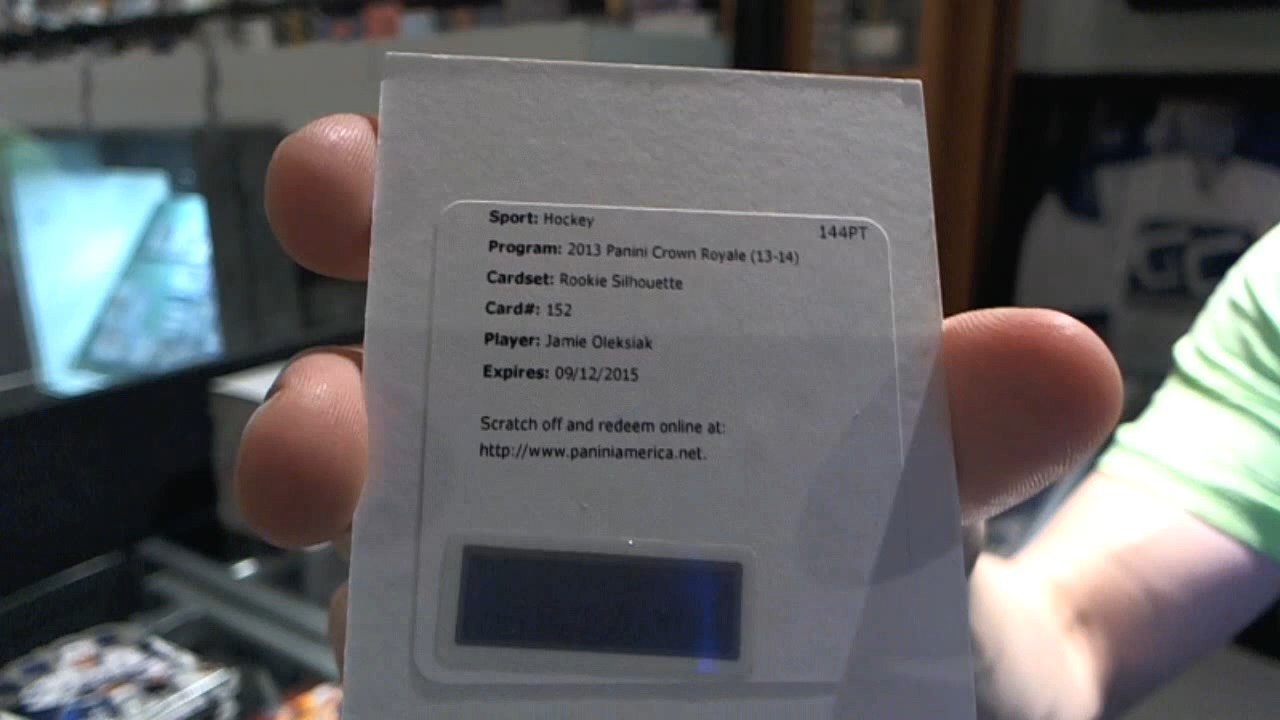 Sport: Hockey
144PT
Program: 2013 Panini Crown Royale (13-14)
Cardset: Rookie Silhouette
Card#: 152
Player: Jamie Oleksiak
Expires: 09/12/2015
Scratch off and redeem online at:
http://www.paniniamerica.net.